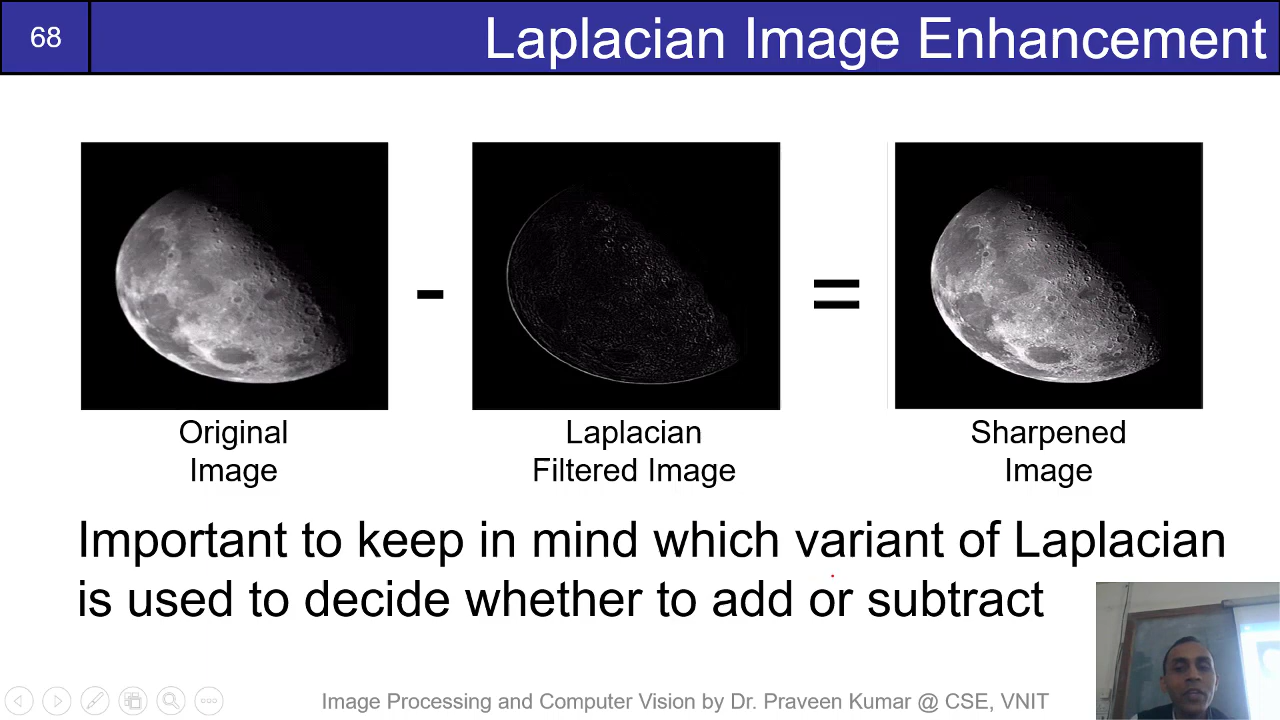 68
Laplacian Image Enhancement
-
=
Original
Image
Laplacian
Filtered Image
Sharpened
Image
Important to keep in mind which variant of Laplacian
is used to decide whether to add or subtract
Image Processing and Computer Vision by Dr. Praveen Kumar @ CSE, VNIT